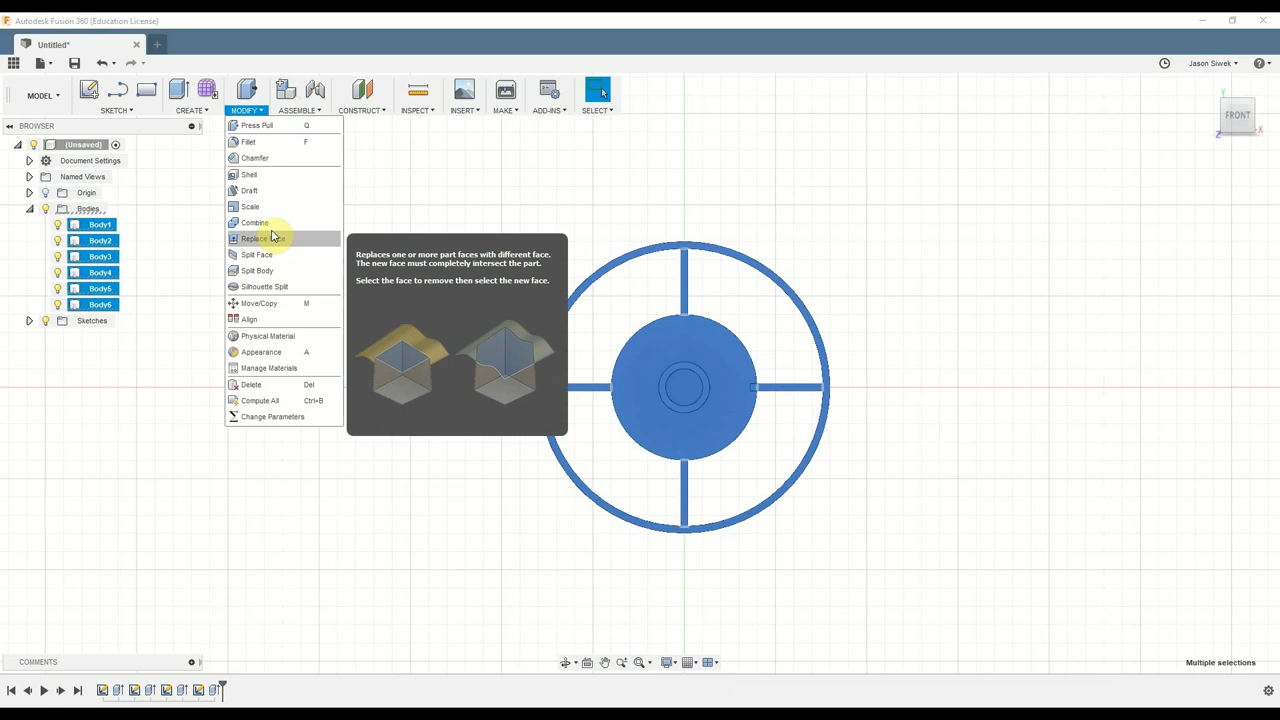 Autodesk Fusion 360 (Education License)
Untitled*
Jason Siwek
MODEL
SKETCH
CREATE
MODIFY
ASSEMBLE
CONSTRUCT
INSPECT
INSERT
MAKE
ADD-INS
SELECT
BROWSER
(Unsaved)
Document Settings
Named Views
Origin
Bodies
Body1
Body2
Body3
Body4
Body5
Body6
Sketches
Press Pull Q
Fillet F
Chamfer
Shell
Draft
Scale
Combine
Replace Face
Split Face
Split Body
Silhouette Split
Move/Copy M
Align
Physical Material
Appearance A
Manage Materials
Delete Del
Compute All Ctrl+B
Change Parameters
Replaces one or more part faces with different face.
The new face must completely intersect the part.
Select the face to remove then select the new face.
Y
FRONT
Z
X
COMMENTS
Multiple selections